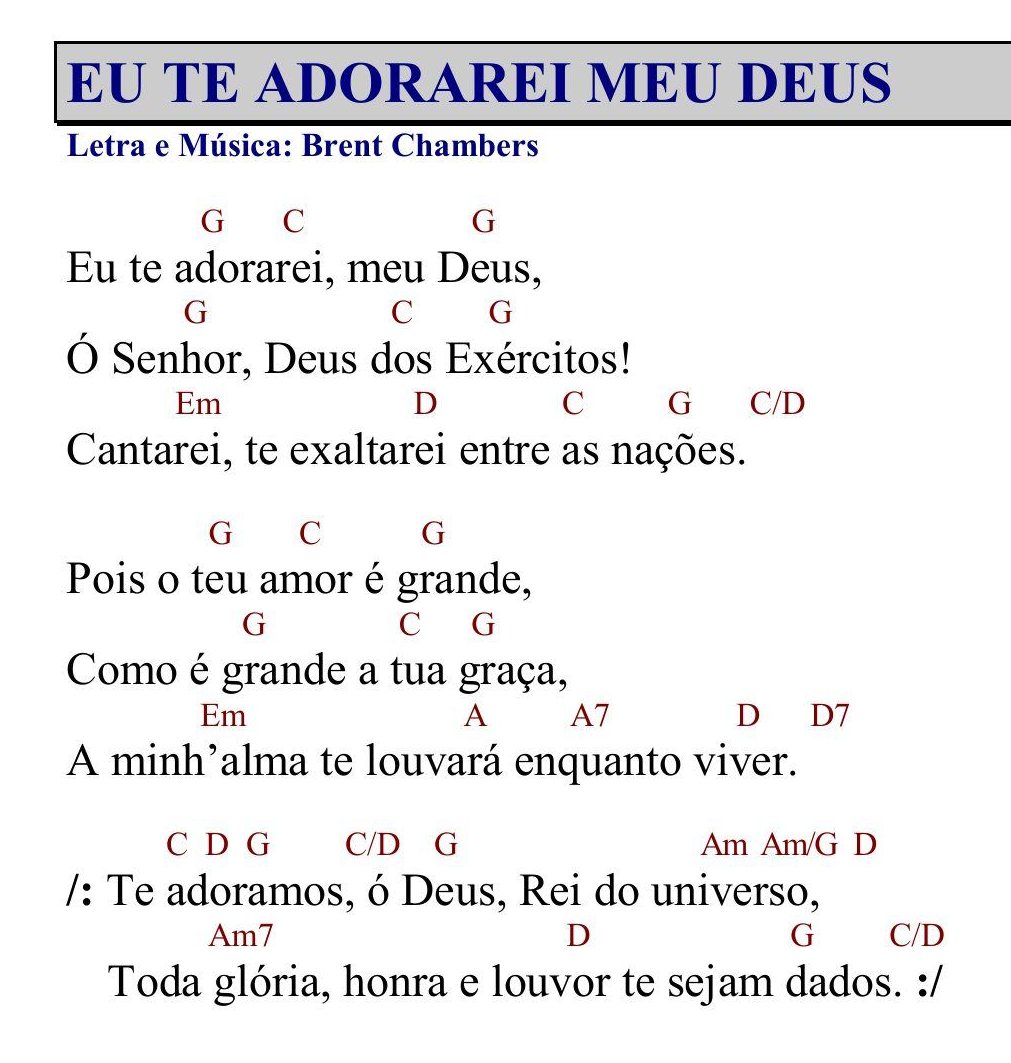 EU TE ADORAREI MEU DEUS
Letra e Música: Brent Chambers
G C G
Eu te adorarei, meu Deus,
G C G
Ó Senhor, Deus dos Exércitos!
Em D C G C/D
Cantarei, te exaltarei entre as nações.
G C G
Pois o teu amor é grande,
G C G
Como é grande a tua graça,
Em A A7 D D7
A minh’alma te louvará enquanto viver.
C D G C/D G Am Am/G D
/: Te adoramos, ó Deus, Rei do universo,
Am7 D G C/D
Toda glória, honra e louvor te sejam dados. :/